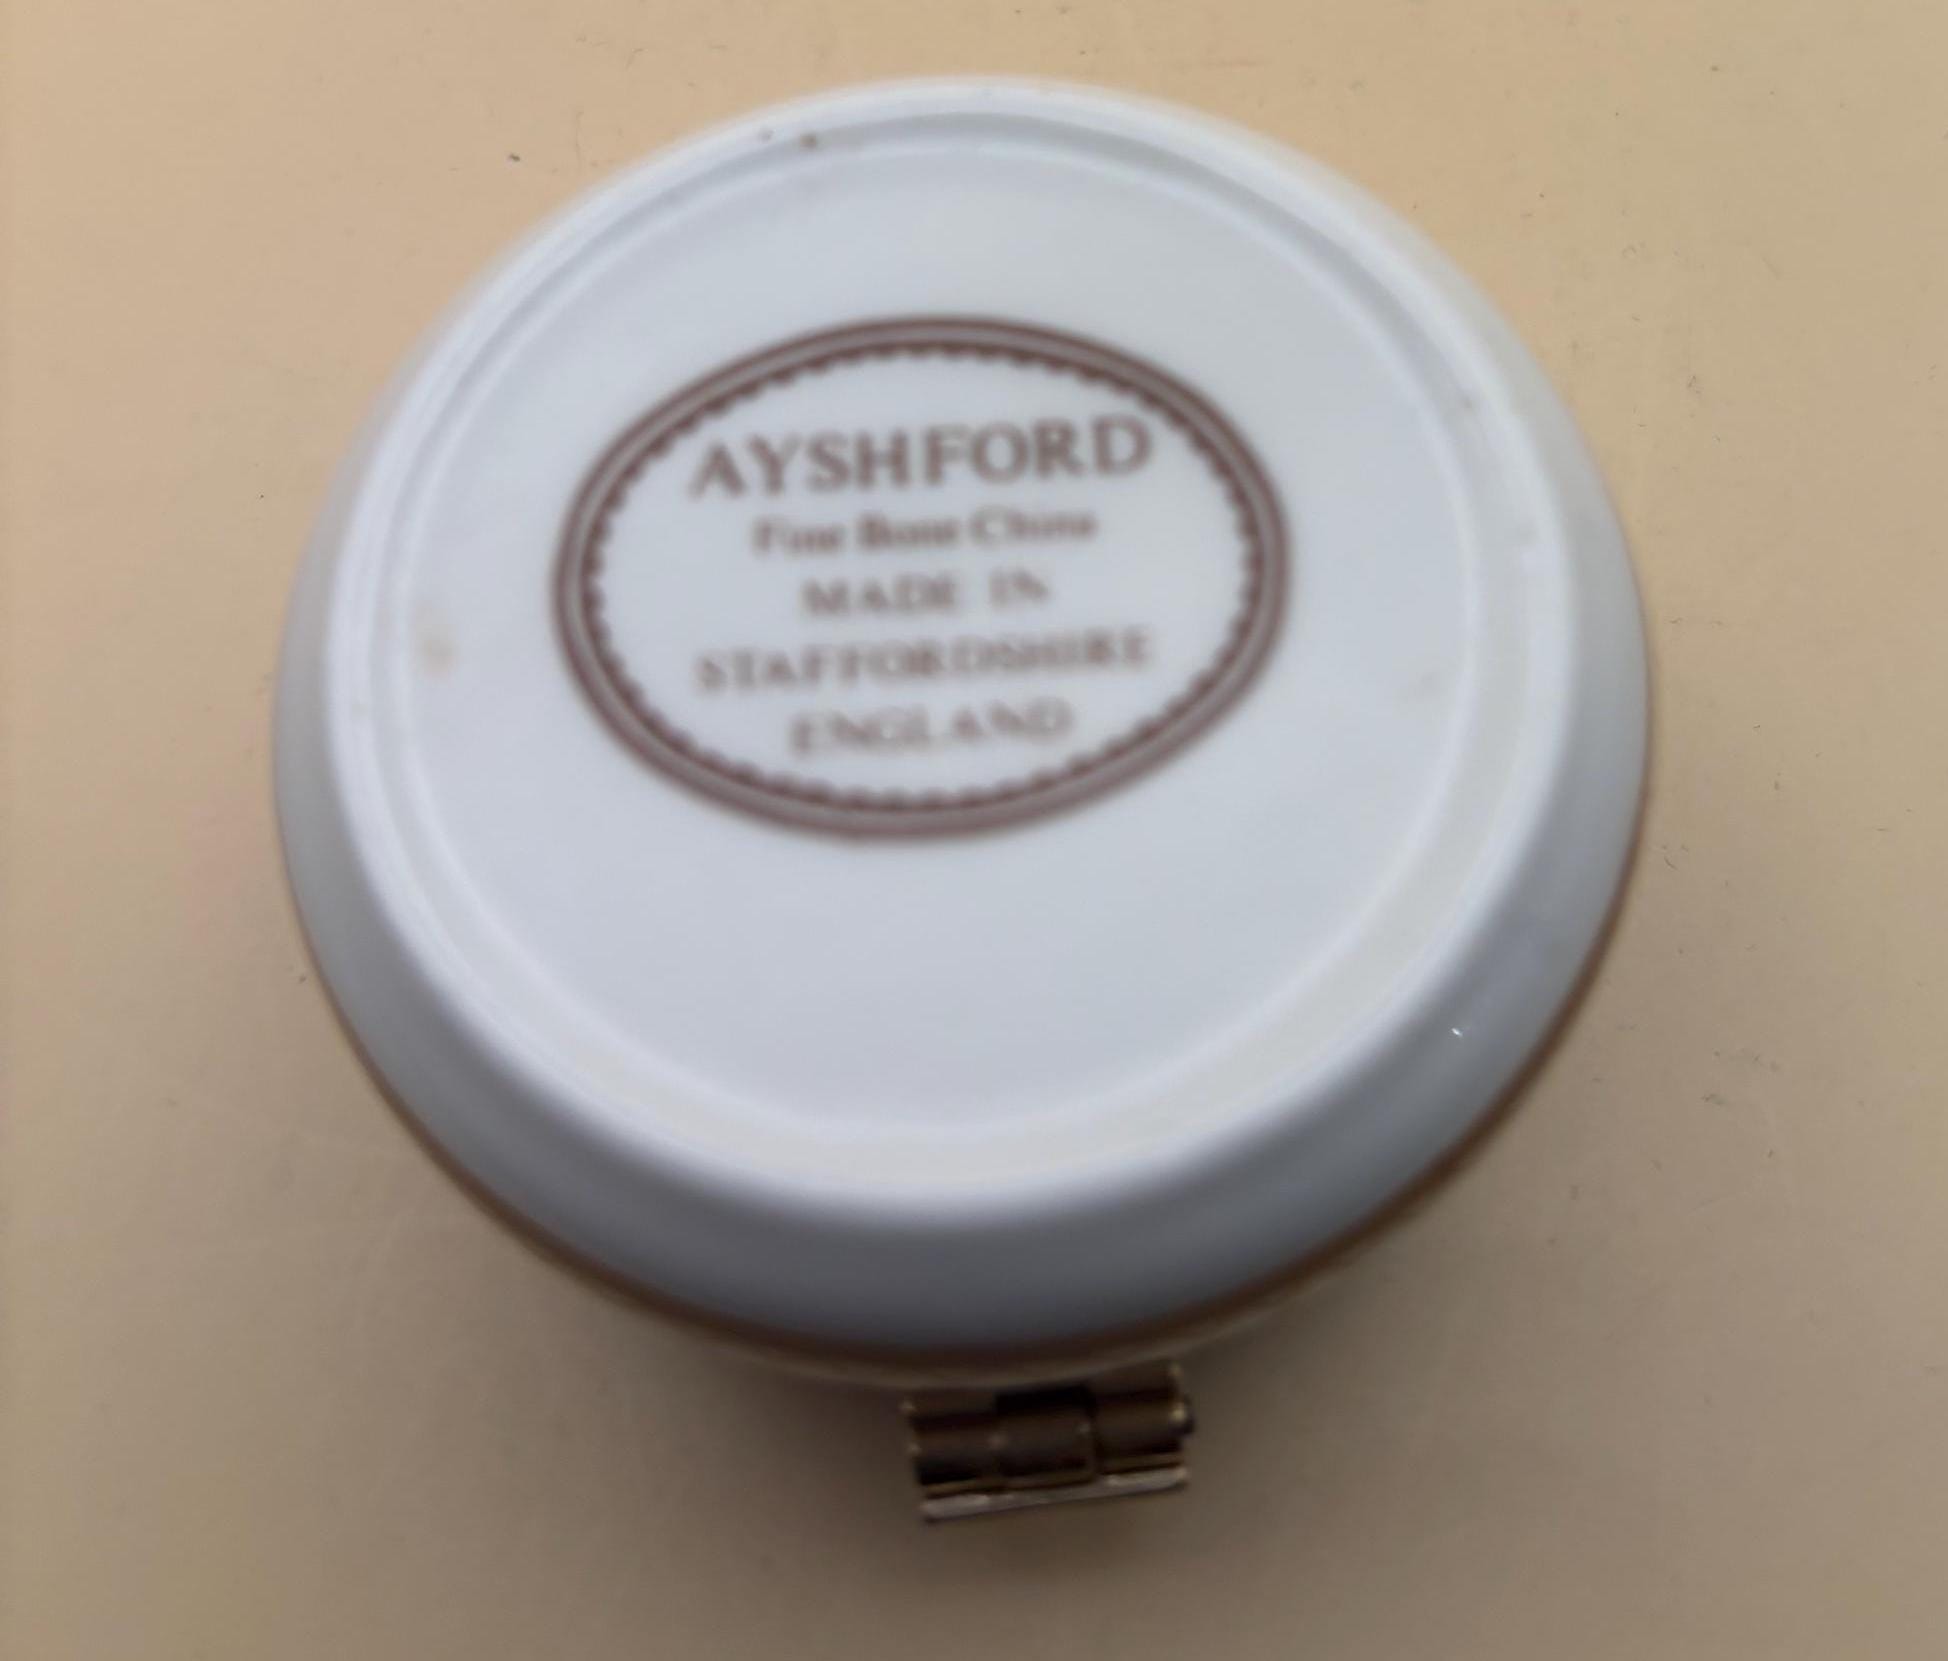 AYSHFORD
Fine Bone China
MADE IN
STAFFORDSHIRE
ENGLAND